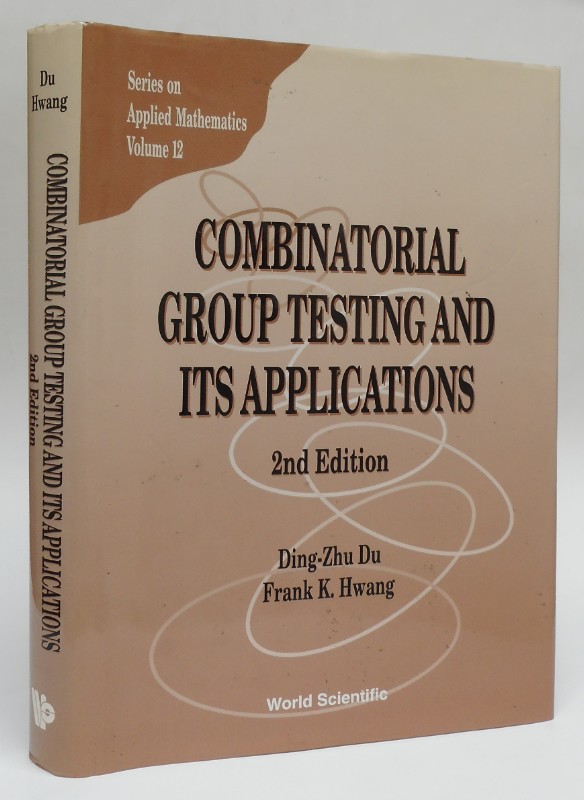 Du
Hwang
COMBINATORIAL GROUP TESTING AND ITS APPLICATIONS
2nd Edition
Series on
Applied Mathematics
Volume 12
COMBINATORIAL
GROUP TESTING AND
ITS APPLICATIONS
2nd Edition
Ding-Zhu Du
Frank K. Hwang
World Scientific